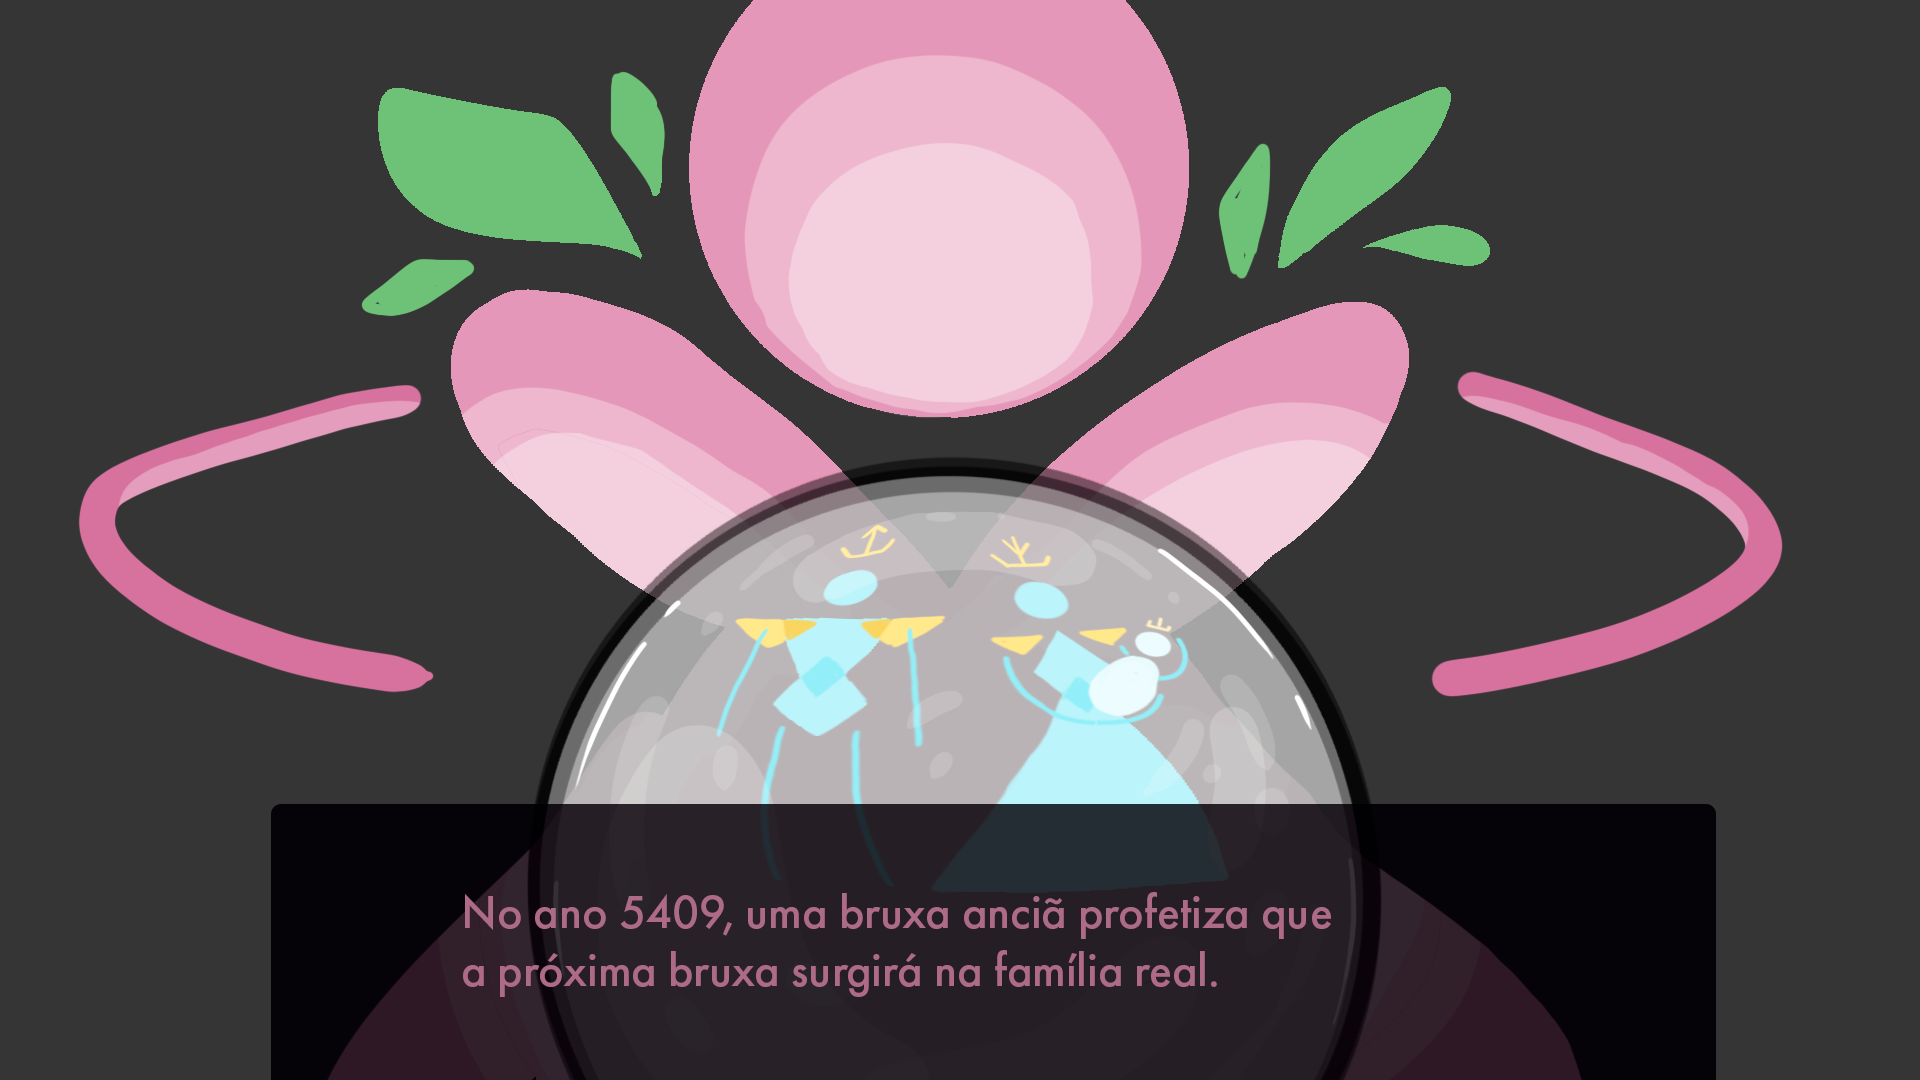 No ano 5409, uma bruxa anciã profetiza que
a próxima bruxa surgirá na família real.